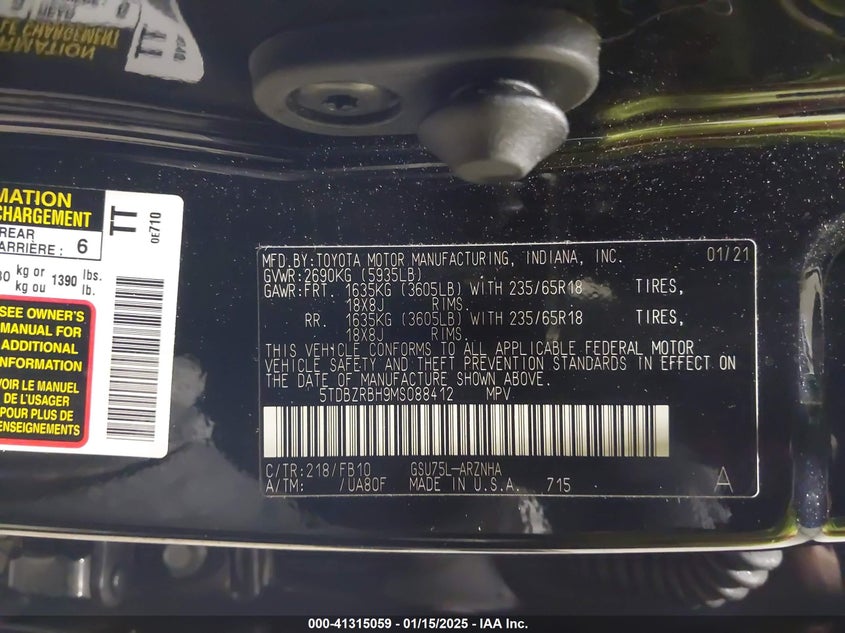 LE CHARGEMENT
RMATION
TT
MATION
CHARGEMENT
REAR
ARRIÈRE : 6
kg or 1390 lbs.
kg ou lb.
TT
0E710
SEE OWNER'S
MANUAL FOR
ADDITIONAL
INFORMATION
VOIR LE MANUEL
DE L'USAGER
POUR PLUS DE
RENSEIGNEMENTS
MFD.BY:TOYOTA MOTOR MANUFACTURING, INDIANA, INC. 01/21
GVWR:2690KG (5935LB)
GAWR:FRT. 1635KG (3605LB) WITH 235/65R18 TIRES,
18X8J RIMS.
RR. 1635KG (3605LB) WITH 235/65R18 TIRES,
18X8J RIMS.
THIS VEHICLE CONFORMS TO ALL APPLICABLE FEDERAL MOTOR
VEHICLE SAFETY AND THEFT PREVENTION STANDARDS IN EFFECT ON
THE DATE OF MANUFACTURE SHOWN ABOVE.
5TDBZRBH9MS088412 MPV
C/TR:218/FB10 GSU75L-ARZNHA
A/TM: /UA80F MADE IN U.S.A. 715 A
000-41315059 - 01/15/2025 - IAA Inc.